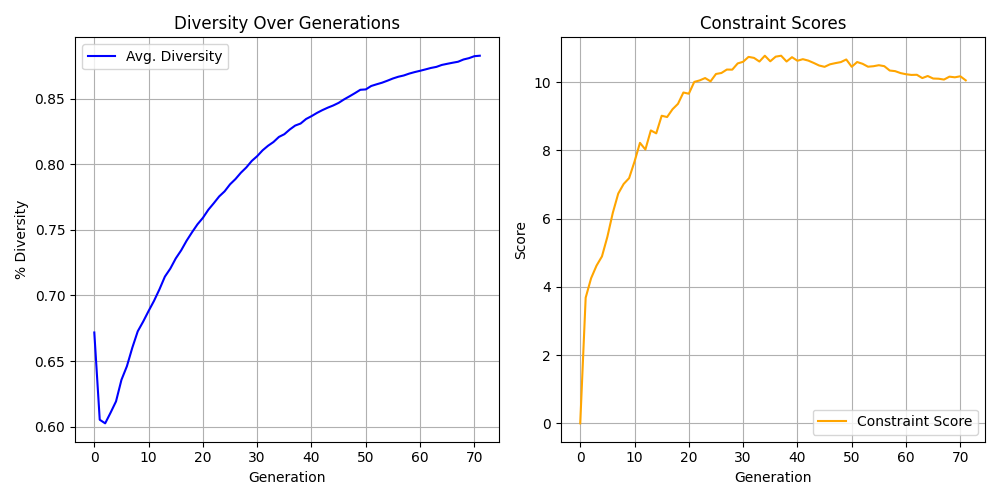 Diversity Over Generations
Avg. Diversity
% Diversity
0.85
0.80
0.75
0.70
0.65
0.60
0 10 20 30 40 50 60 70
Generation
Constraint Scores
Score
10
8
6
4
2
0
Constraint Score
0 10 20 30 40 50 60 70
Generation